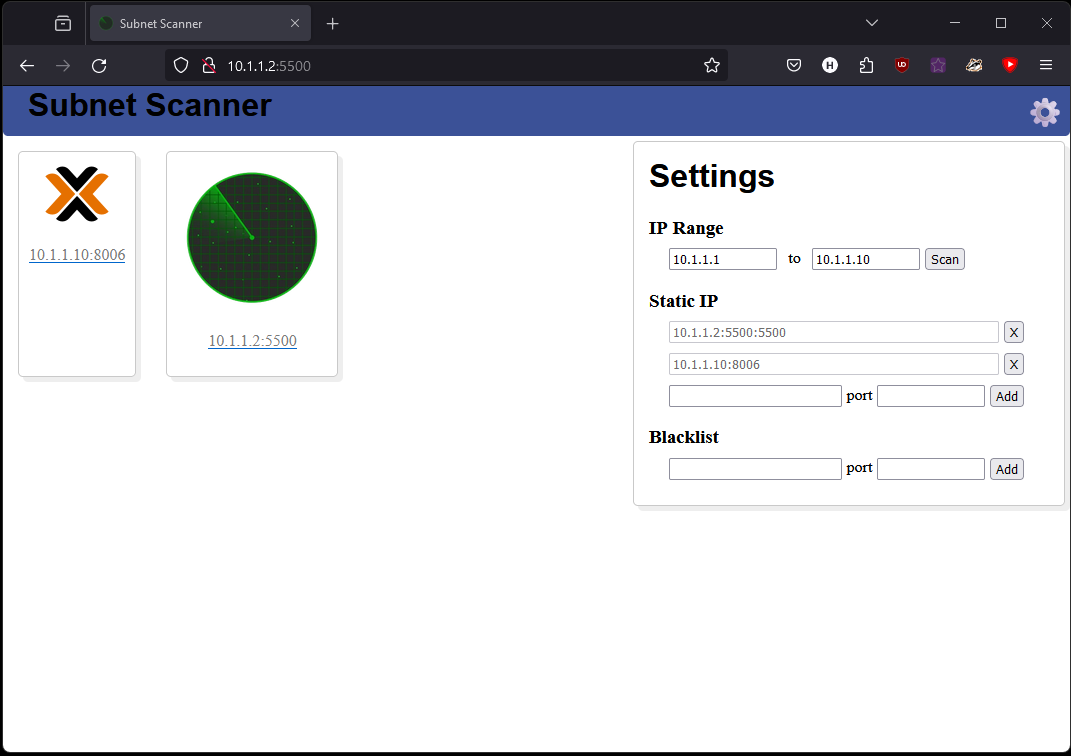 Subnet Scanner
10.1.1.2:5500
Subnet Scanner
10.1.1.10:8006
10.1.1.2:5500
Settings
IP Range
10.1.1.1 to 10.1.1.10 Scan
Static IP
10.1.1.2:5500:5500 X
10.1.1.10:8006 X
port Add
Blacklist
port Add